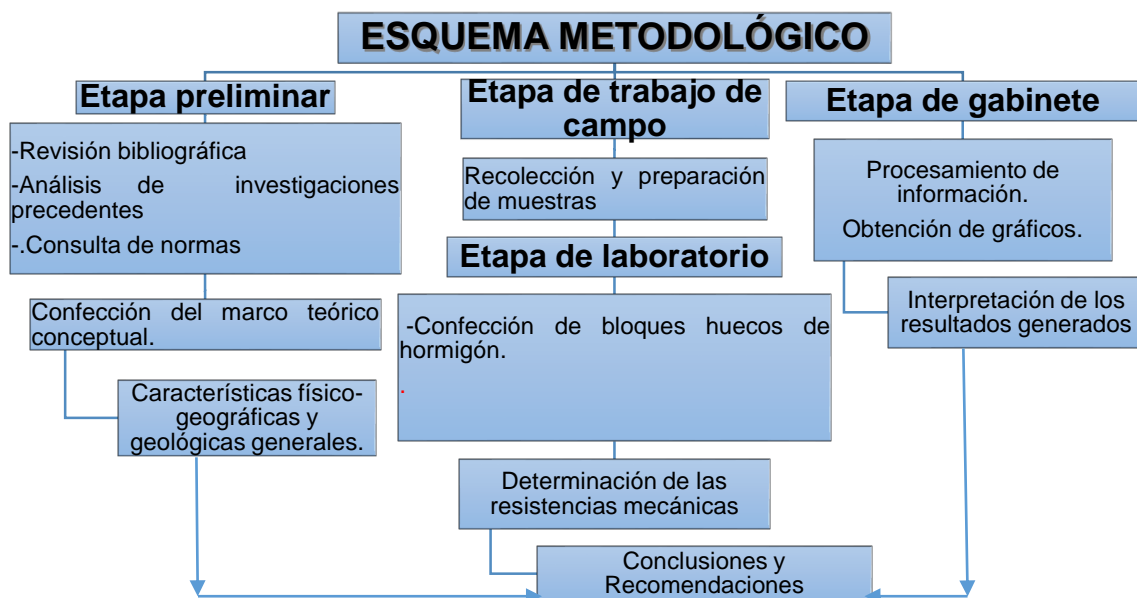 ESQUEMA METODOLÓGICO
Etapa preliminar
-Revisión bibliográfica
-Análisis de investigaciones
precedentes
-.Consulta de normas
Confección del marco teórico
conceptual.
Características físico-
geográficas y
geológicas generales.
Etapa de trabajo de
campo
Recolección y preparación
de muestras
Etapa de laboratorio
-Confección de bloques huecos de
hormigón.
.
Determinación de las
resistencias mecánicas
Conclusiones y
Recomendaciones
Etapa de gabinete
Procesamiento de
información.
Obtención de gráficos.
Interpretación de los
resultados generados